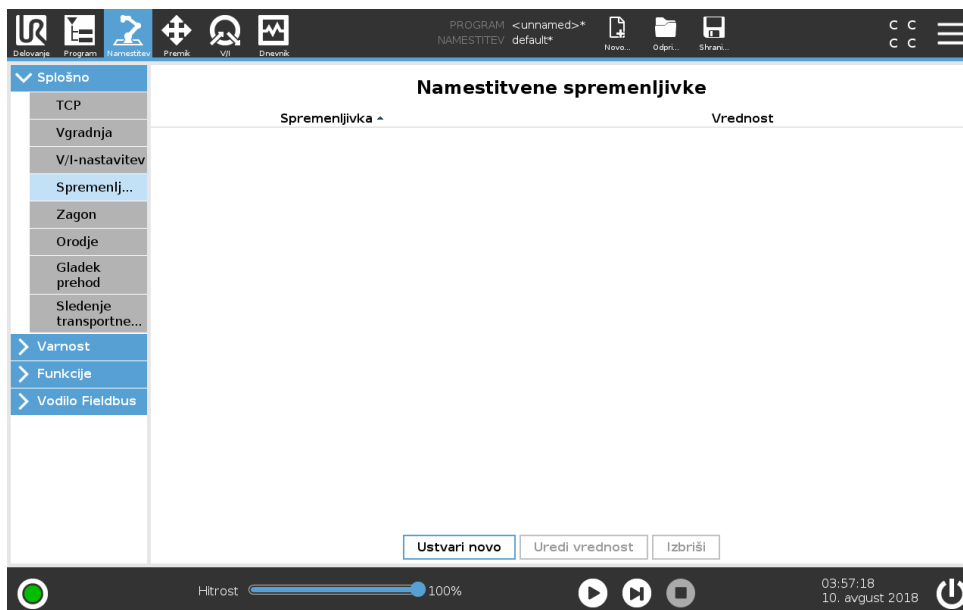 PROGRAM <unnamed>*
NAMESTITEV default*
Delovanje Program Namestitev Premik V/I Dnevnik Novo... Odpri... Shrani...
C C
C C
Splošno
TCP
Vgradnja
V/I-nastavitev
Spremenlj...
Zagon
Orodje
Gladek
prehod
Sledenje
transportne...
Varnost
Funkcije
Vodilo Fieldbus
Namestitvene spremenljivke
Spremenljivka Vrednost
Ustvari novo Uredi vrednost Izbriši
Hitrost 100%
03:57:18
10. avgust 2018